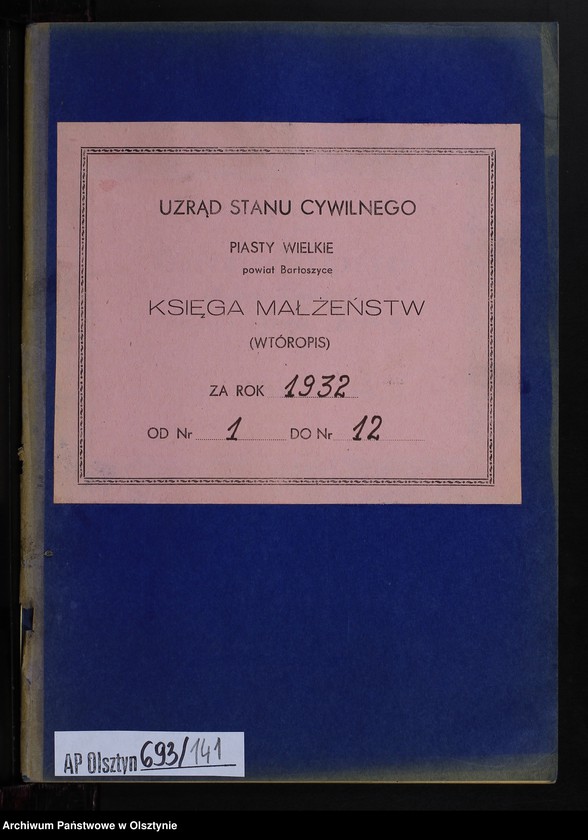 UZRĄD STANU CYWILNEGO
PIASTY WIELKIE
powiat Bartoszyce
KSIĘGA MAŁŻEŃSTW
(WTÓROPIS)
ZA ROK 1932
OD Nr 1 DO Nr 12
AP Olsztyn 693/141
Archiwum Państwowe w Olsztynie